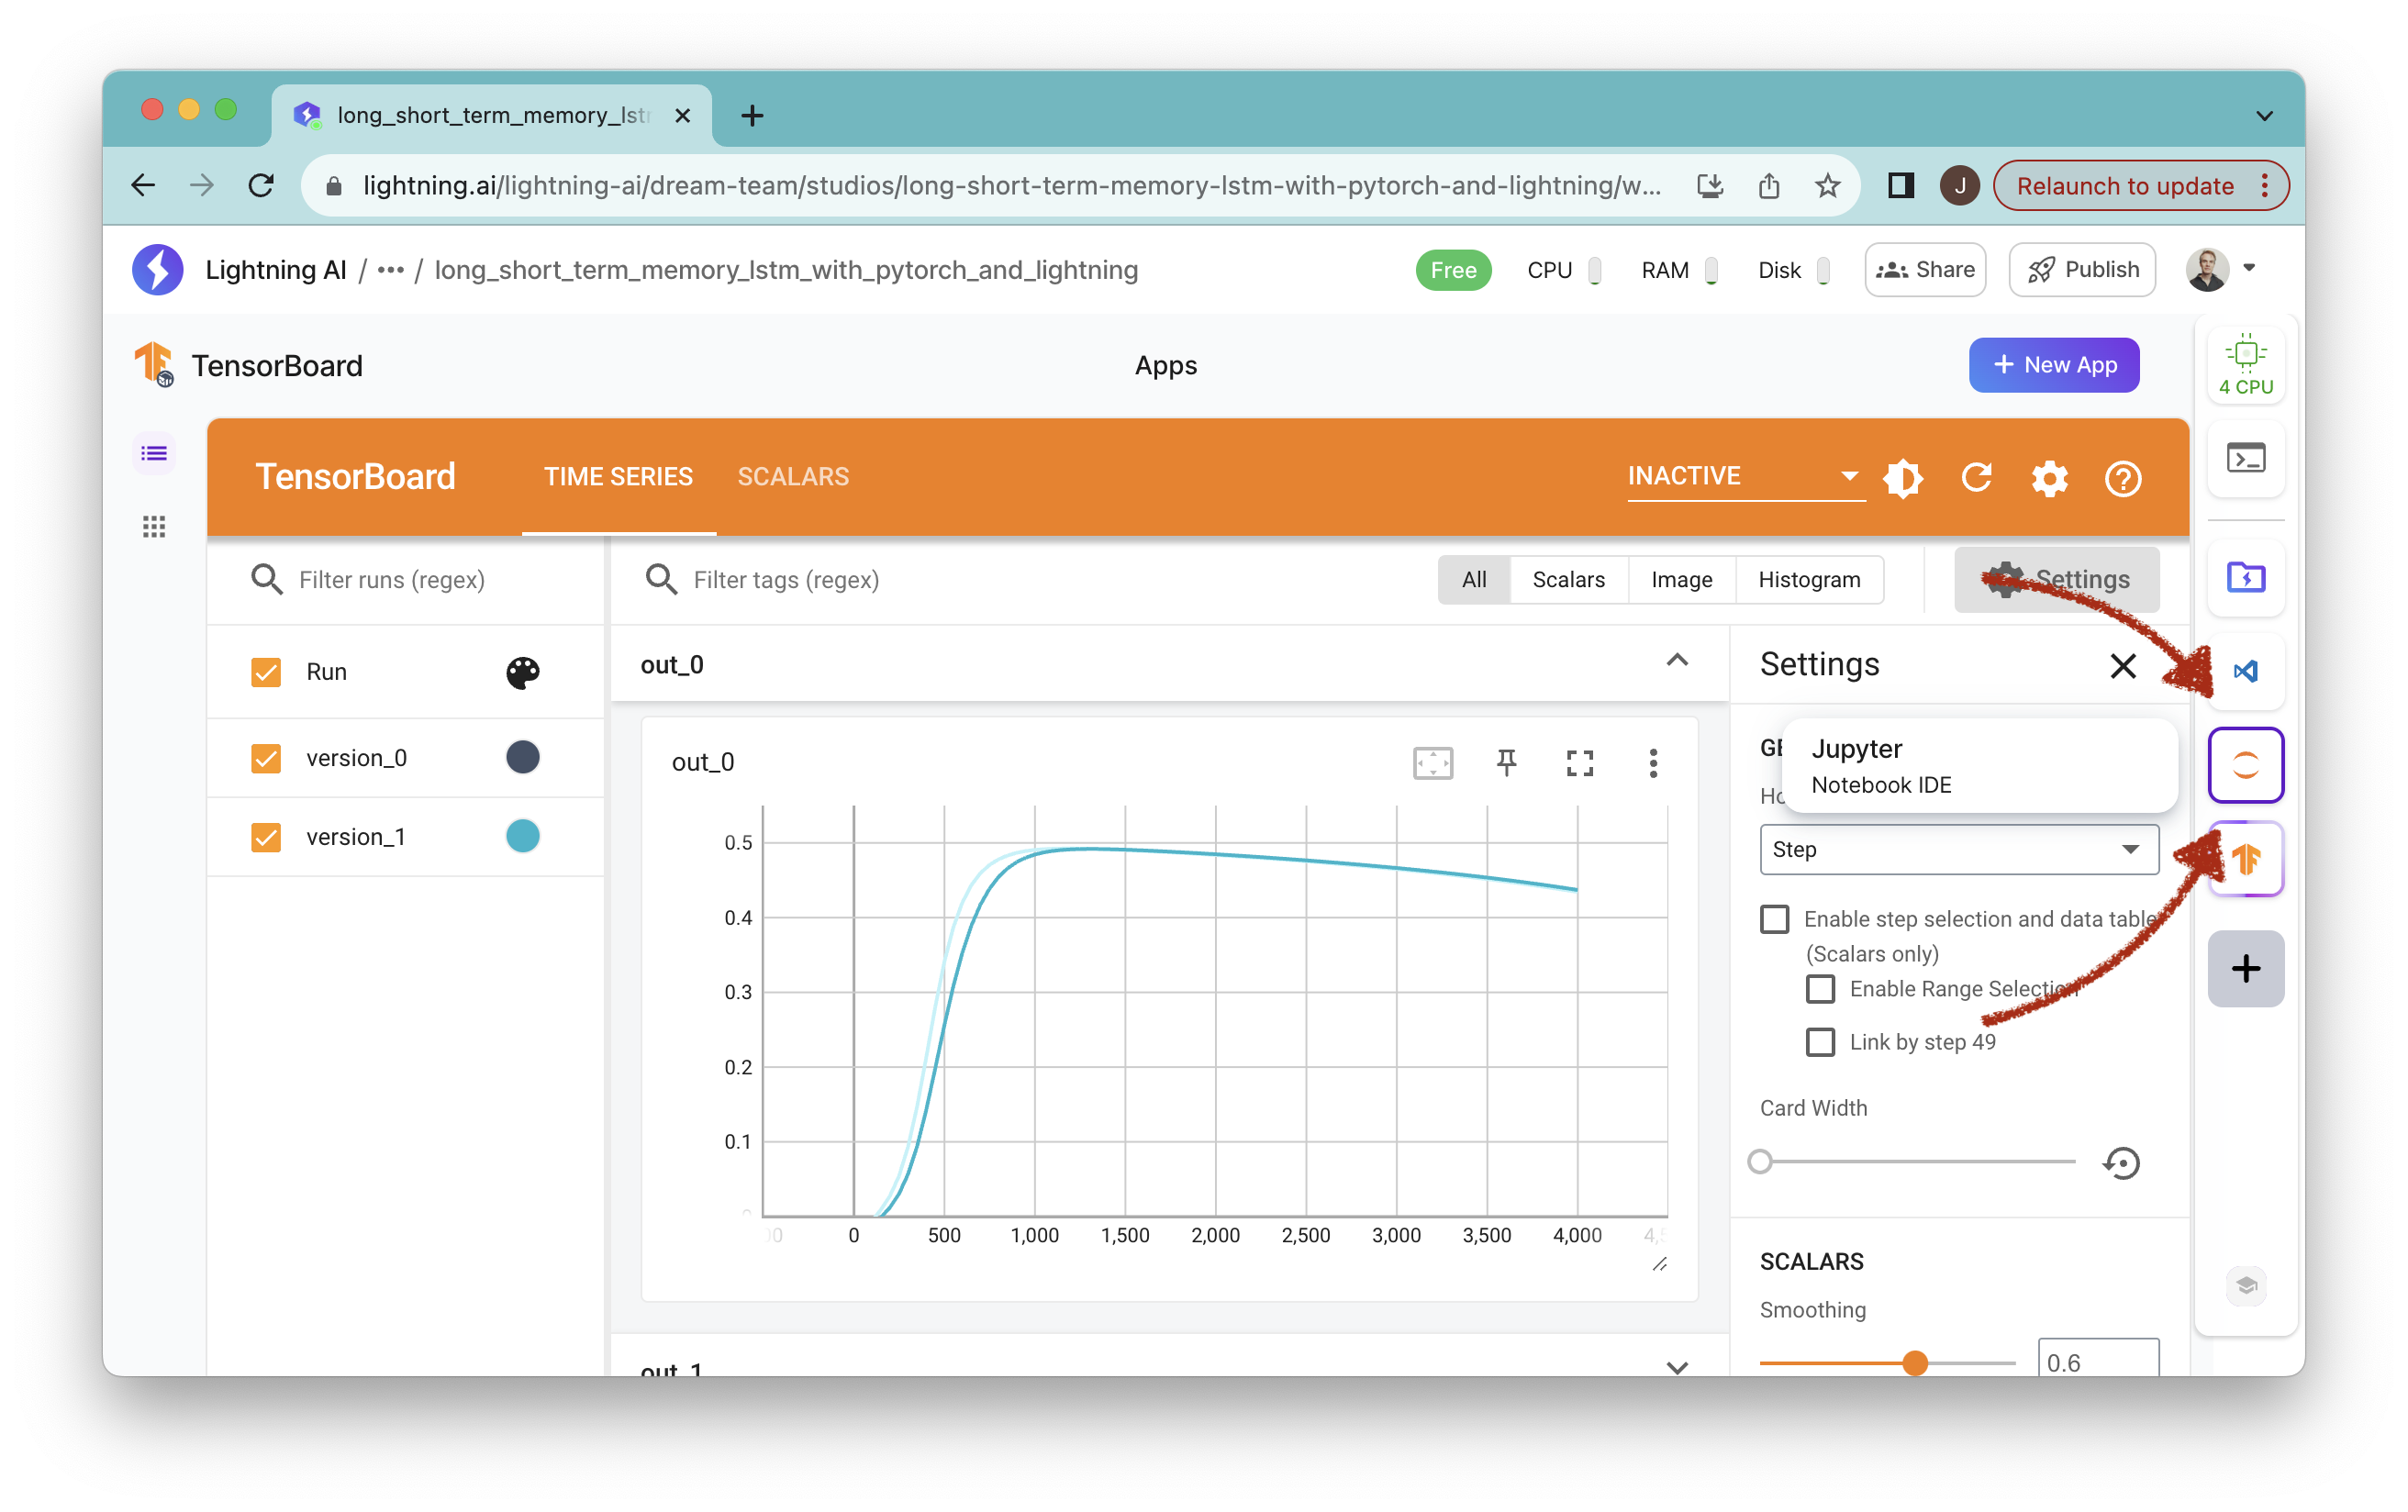 long_short_term_memory_lst
lightning.ai/lightning-ai/dream-team/studios/long-short-term-memory-lstm-with-pytorch-and-lightning/w...
J
Relaunch to update
Lightning AI / ••• / long_short_term_memory_lstm_with_pytorch_and_lightning
Free
CPU
RAM
Disk
Share
Publish
TensorBoard
Apps
+ New App
4 CPU
TensorBoard
TIME SERIES
SCALARS
INACTIVE
Filter runs (regex)
Filter tags (regex)
All
Scalars
Image
Histogram
Settings
Run
version_0
version_1
out_0
out_0
0.5
0.4
0.3
0.2
0.1
0
500
1,000
1,500
2,000
2,500
3,000
3,500
4,000
out_1
Settings
GE
Jupyter
Notebook IDE
Ho
Step
Enable step selection and data table
(Scalars only)
Enable Range Selection
Link by step 49
Card Width
SCALARS
Smoothing
0.6